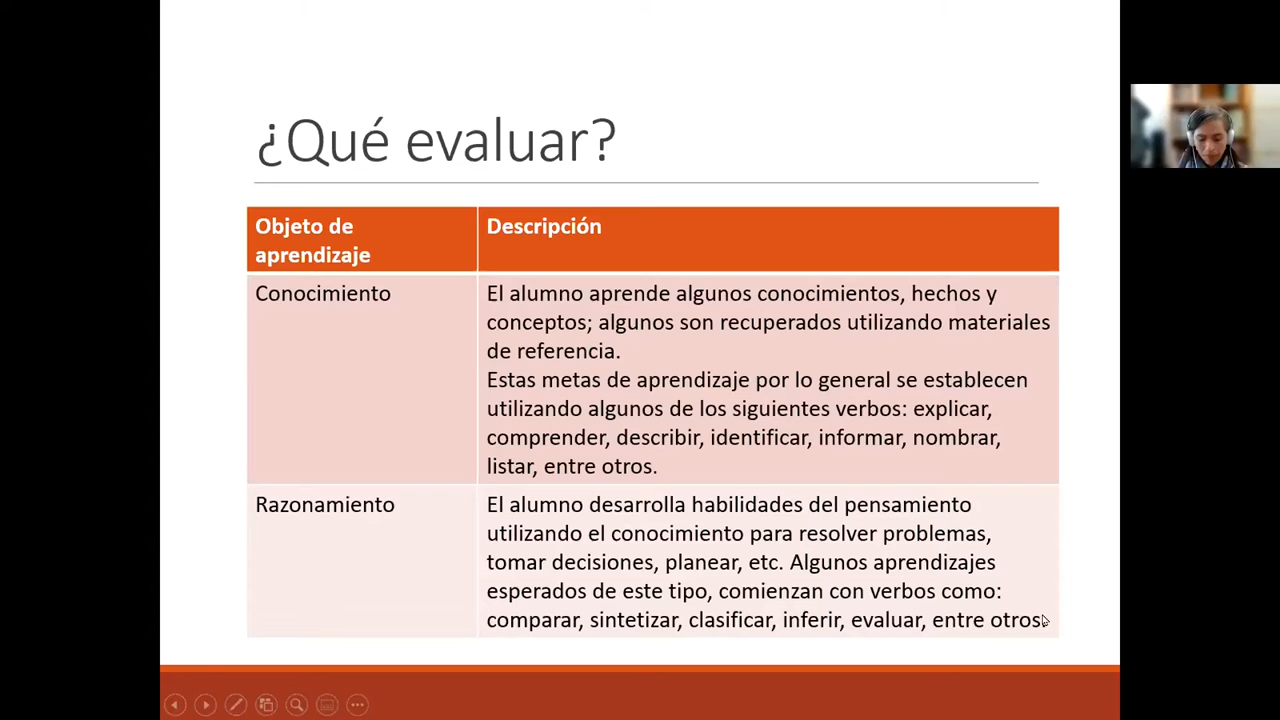 ¿Qué evaluar?
Objeto de
aprendizaje
Descripción
Conocimiento
El alumno aprende algunos conocimientos, hechos y
conceptos; algunos son recuperados utilizando materiales
de referencia.
Estas metas de aprendizaje por lo general se establecen
utilizando algunos de los siguientes verbos: explicar,
comprender, describir, identificar, informar, nombrar,
listar, entre otros.
Razonamiento
El alumno desarrolla habilidades del pensamiento
utilizando el conocimiento para resolver problemas,
tomar decisiones, planear, etc. Algunos aprendizajes
esperados de este tipo, comienzan con verbos como:
comparar, sintetizar, clasificar, inferir, evaluar, entre otros.